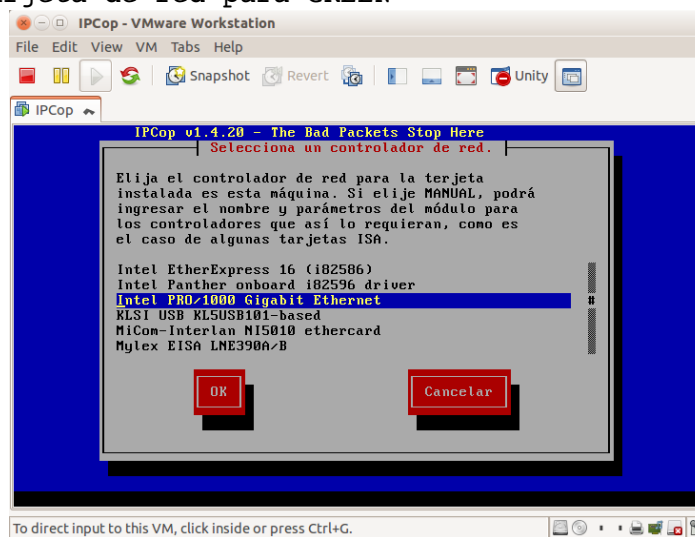 tarjeta de red para GREEN
IPCop - VMware Workstation
File Edit View VM Tabs Help
Snapshot Revert Unity
IPCop
IPCop v1.4.20 - The Bad Packets Stop Here
Selecciona un controlador de red.
Elija el controlador de red para la terjeta
instalada es esta máquina. Si elije MANUAL, podrá
ingresar el nombre y parámetros del módulo para
los controladores que así lo requieran, como es
el caso de algunas tarjetas ISA.
Intel EtherExpress 16 (i82586)
Intel Panther onboard i82596 driver
Intel PRO/1000 Gigabit Ethernet
#
KLSI USB KL5USB101-based
MiCom-Interlan NI5010 ethercard
Mylex EISA LNE390A/B
OK Cancelar
To direct input to this VM, click inside or press Ctrl+G.